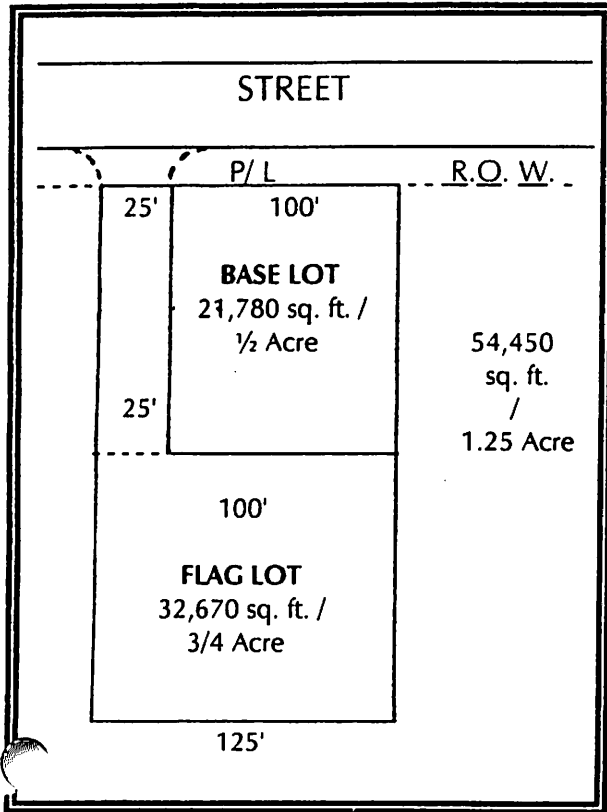 STREET
P/L R.O.W.
25' 100'
BASE LOT
21,780 sq. ft. /
½ Acre
54,450
sq. ft.
/
1.25 Acre
25'
100'
FLAG LOT
32,670 sq. ft. /
3/4 Acre
125'